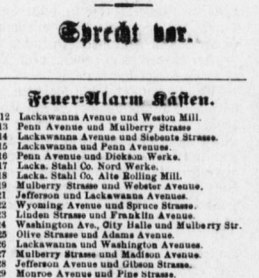 Sprecht vor.
Feuer-Alarm Kästen.
12 Lackawanna Avenue und Weston Mill.
13 Penn Avenue und Mulberry Strasse
14 Lackawanna Avenue und Siebente Strasse.
15 Lackawanna und Penn Avenues.
16 Penn Avenue und Dickson Werke.
17 Lacka. Stahl Co. Nord Werke.
18 Lacka. Stahl Co. Alte Rolling Mill.
19 Mulberry Strasse und Webster Avenue.
21 Jefferson und Lackawanna Avenues.
22 Wyoming Avenue und Spruce Strasse.
23 Linden Strasse und Franklin Avenue.
24 Washington Ave., City Halle und Mulberry Str.
25 Olive Strasse und Adams Avenue.
26 Lackawanna und Washington Avenues.
27 Mulberry Strasse und Madison Avenue.
28 Jefferson Avenue und Gibson Strasse.
29 Monroe Avenue und Pine Strasse.